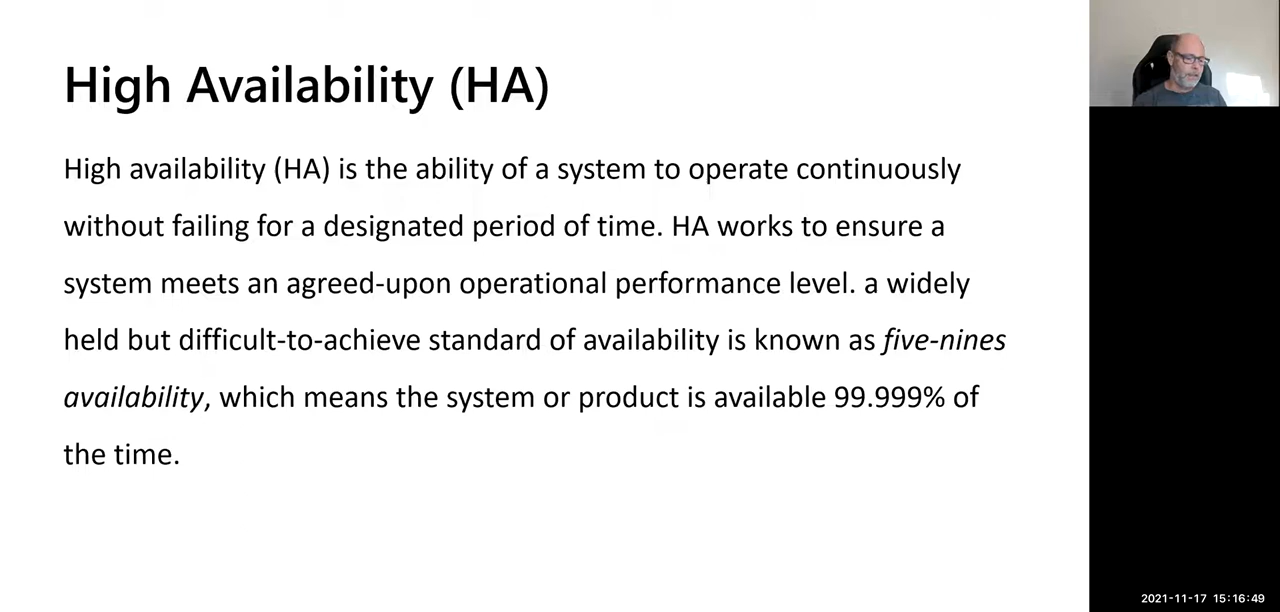 High Availability (HA)
High availability (HA) is the ability of a system to operate continuously
without failing for a designated period of time. HA works to ensure a
system meets an agreed-upon operational performance level. a widely
held but difficult-to-achieve standard of availability is known as five-nines
availability, which means the system or product is available 99.999% of
the time.
2021-11-17 15:16:49